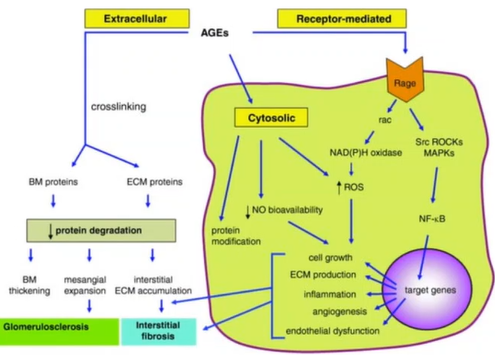 Extracellular
Receptor-mediated
AGEs
Rage
crosslinking
Cytosolic
rac
NAD(P)H oxidase
Src ROCKs
MAPKs
BM proteins
ECM proteins
↑ ROS
↓ NO bioavailability
NF-κB
↓ protein degradation
protein
modification
cell growth
ECM production
inflammation
angiogenesis
endothelial dysfunction
target genes
BM
thickening
mesangial
expansion
interstitial
ECM accumulation
Glomerulosclerosis
Interstitial
fibrosis